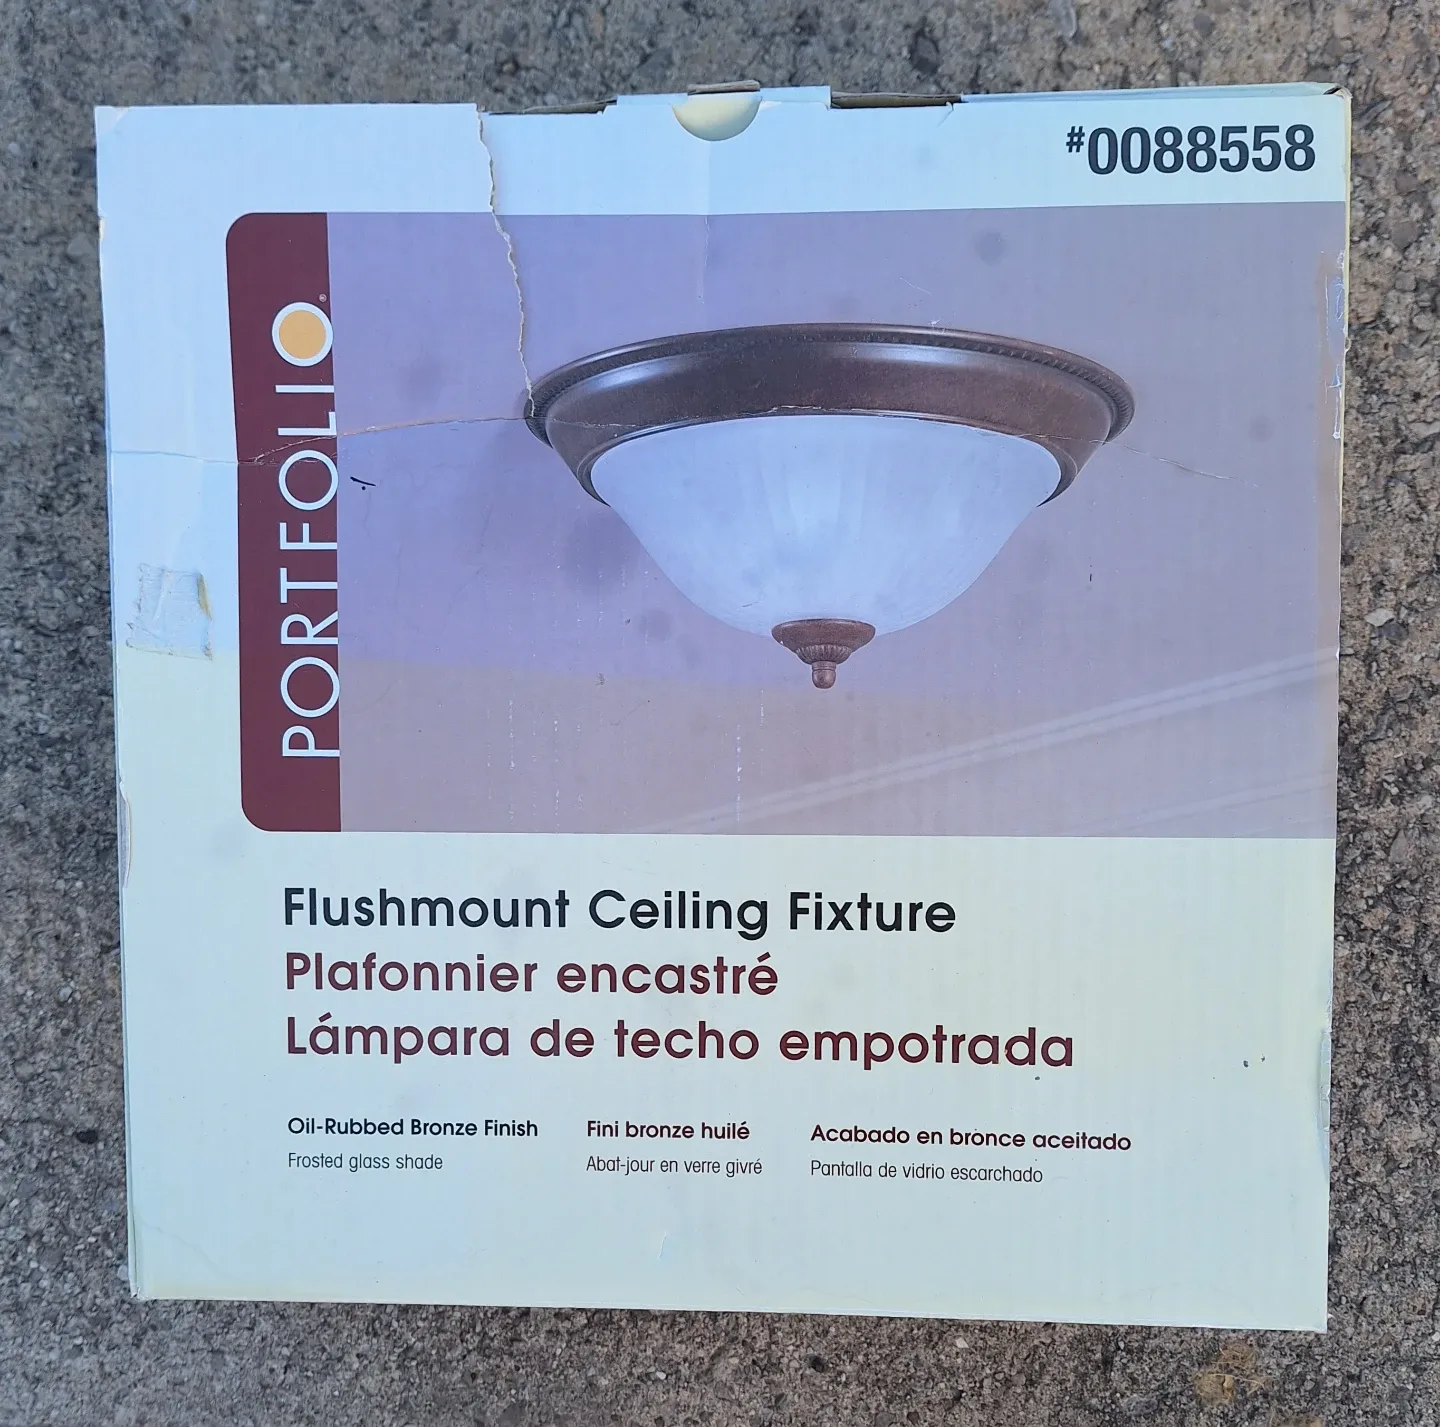 #0088558
PORTFOLIO®
Flushmount Ceiling Fixture
Plafonnier encastré
Lámpara de techo empotrada
Oil-Rubbed Bronze Finish
Frosted glass shade
Fini bronze huilé
Abat-jour en verre givré
Acabado en bronce aceitado
Pantalla de vidrio escarchado